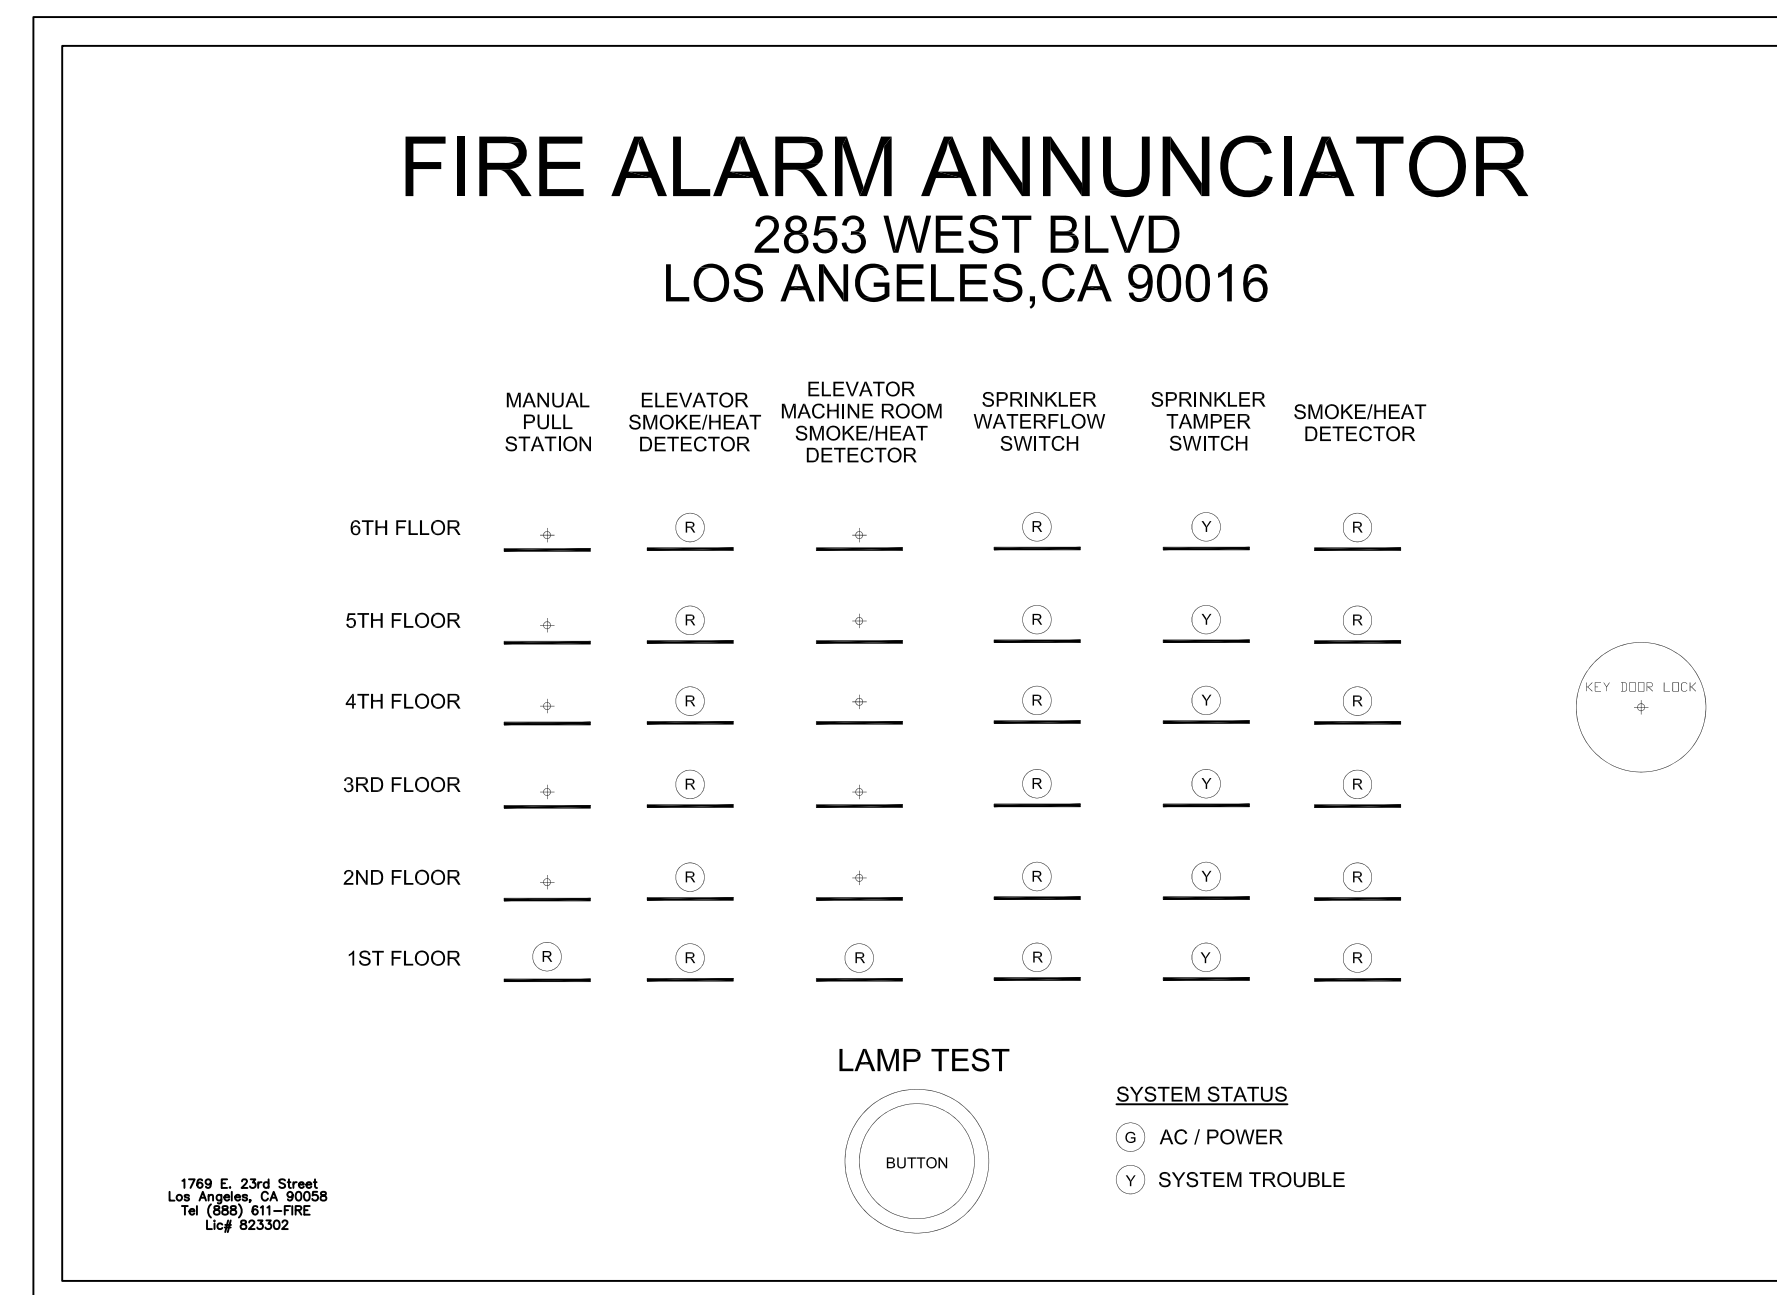 FIRE ALARM ANNUNCIATOR
2853 WEST BLVD
LOS ANGELES,CA 90016
MANUAL
PULL
STATION
ELEVATOR
SMOKE/HEAT
DETECTOR
ELEVATOR
MACHINE ROOM
SMOKE/HEAT
DETECTOR
SPRINKLER
WATERFLOW
SWITCH
SPRINKLER
TAMPER
SWITCH
SMOKE/HEAT
DETECTOR
6TH FLLOR R R Y R
5TH FLOOR R R Y R
KEY DOOR LOCK
4TH FLOOR R R Y R
3RD FLOOR R R Y R
2ND FLOOR R R Y R
1ST FLOOR R R R R Y R
LAMP TEST
BUTTON
SYSTEM STATUS
G AC / POWER
Y SYSTEM TROUBLE
1769 E. 23rd Street
Los Angeles, CA 90058
Tel (888) 611-FIRE
Lic# 823302